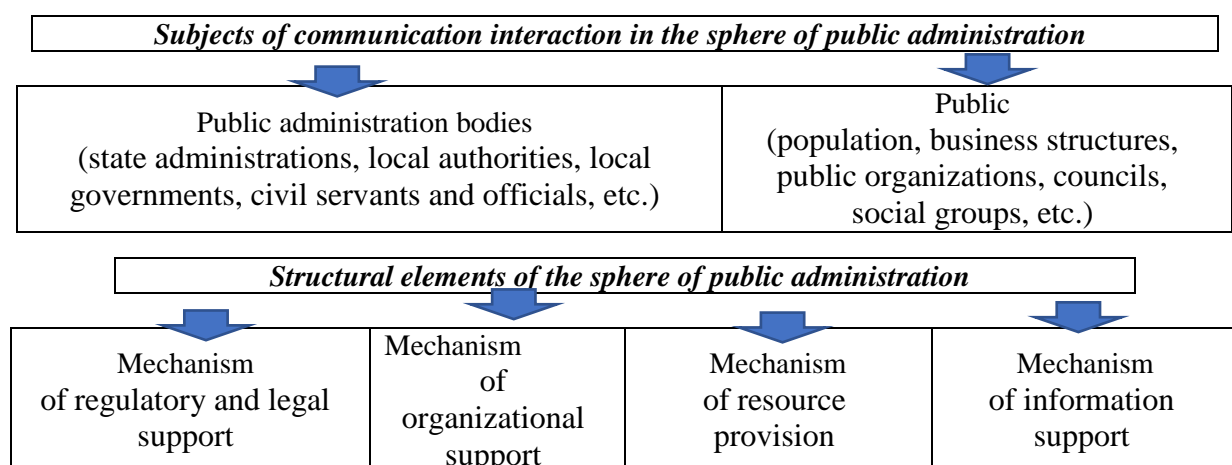 Subjects of communication interaction in the sphere of public administration
Public administration bodies
(state administrations, local authorities, local
governments, civil servants and officials, etc.)
Public
(population, business structures,
public organizations, councils,
social groups, etc.)
Structural elements of the sphere of public administration
Mechanism
of regulatory and legal
support
Mechanism
of
organizational
support
Mechanism
of resource
provision
Mechanism
of information
support